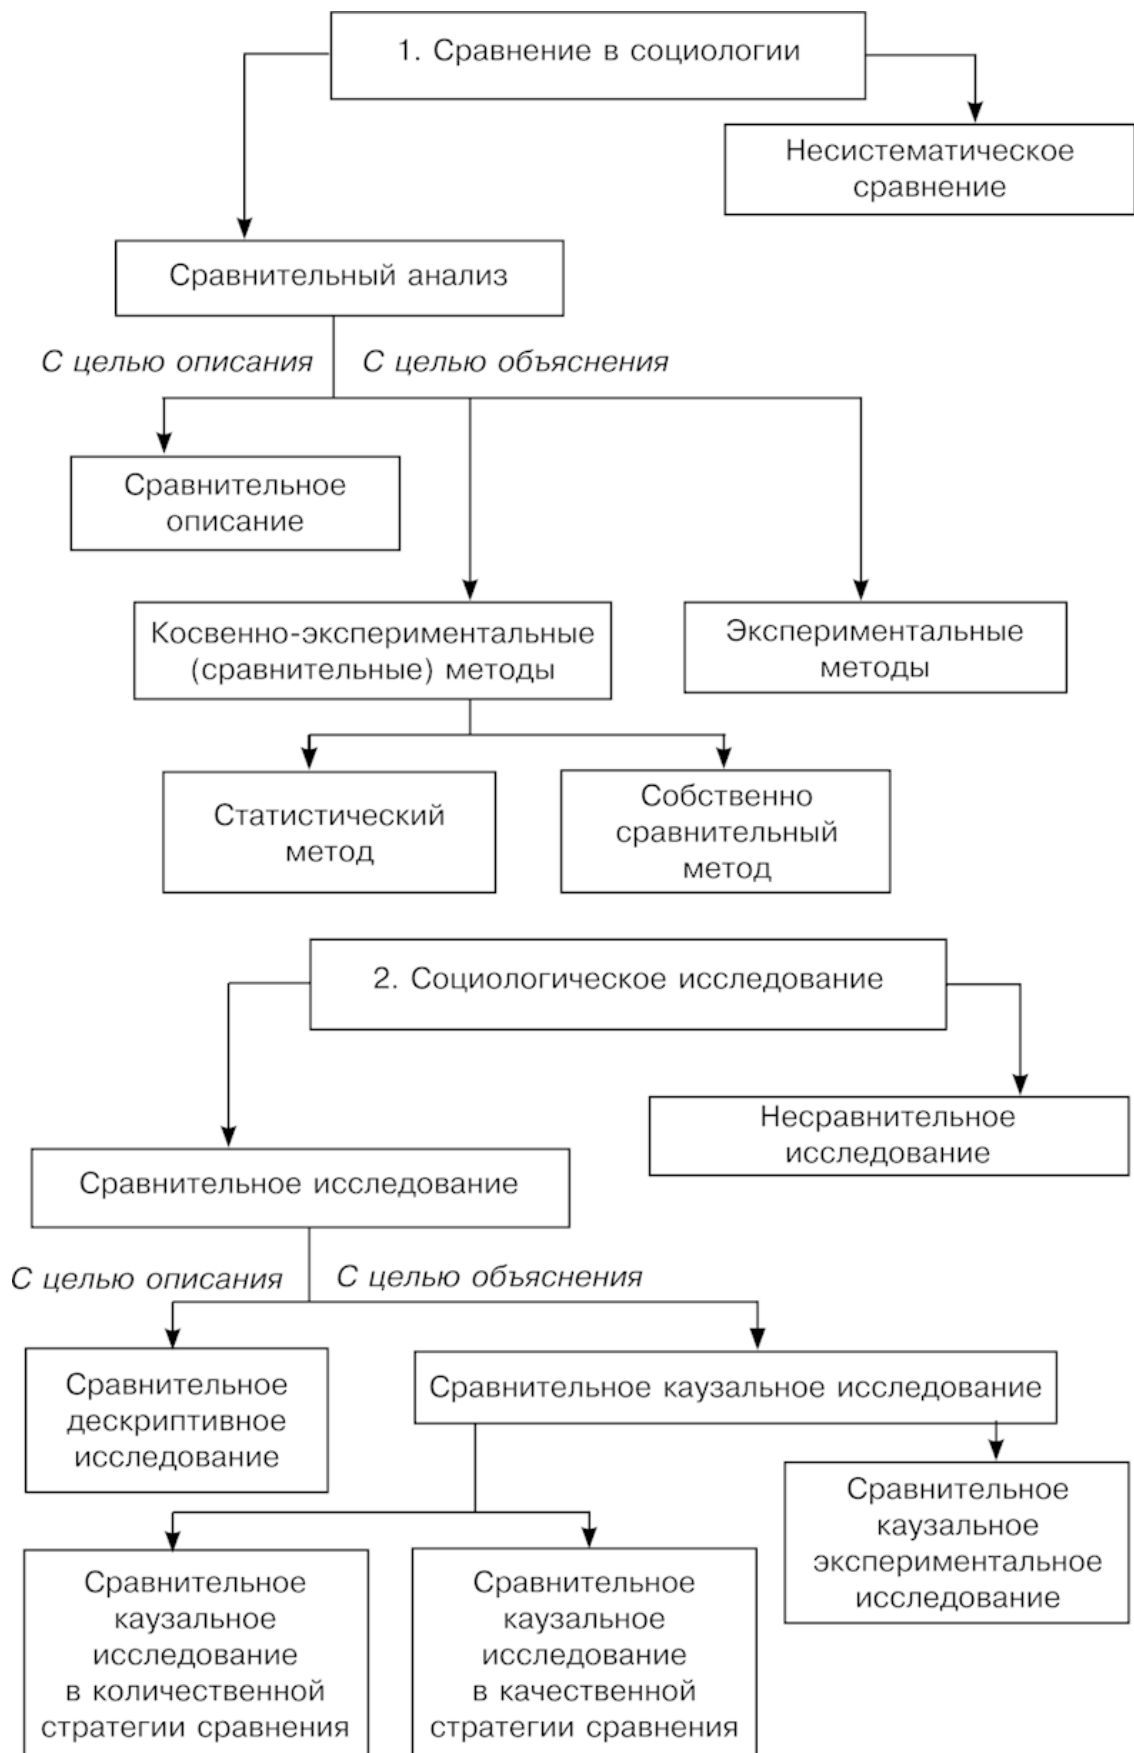 1. Сравнение в социологии
Несистематическое
сравнение
Сравнительный анализ
С целью описания
С целью объяснения
Сравнительное
описание
Косвенно-экспериментальные
(сравнительные) методы
Экспериментальные
методы
Статистический
метод
Собственно
сравнительный
метод
2. Социологическое исследование
Несравнительное
исследование
Сравнительное исследование
С целью описания
С целью объяснения
Сравнительное
дескриптивное
исследование
Сравнительное каузальное исследование
Сравнительное
каузальное
экспериментальное
исследование
Сравнительное
каузальное
исследование
в количественной
стратегии сравнения
Сравнительное
каузальное
исследование
в качественной
стратегии сравнения